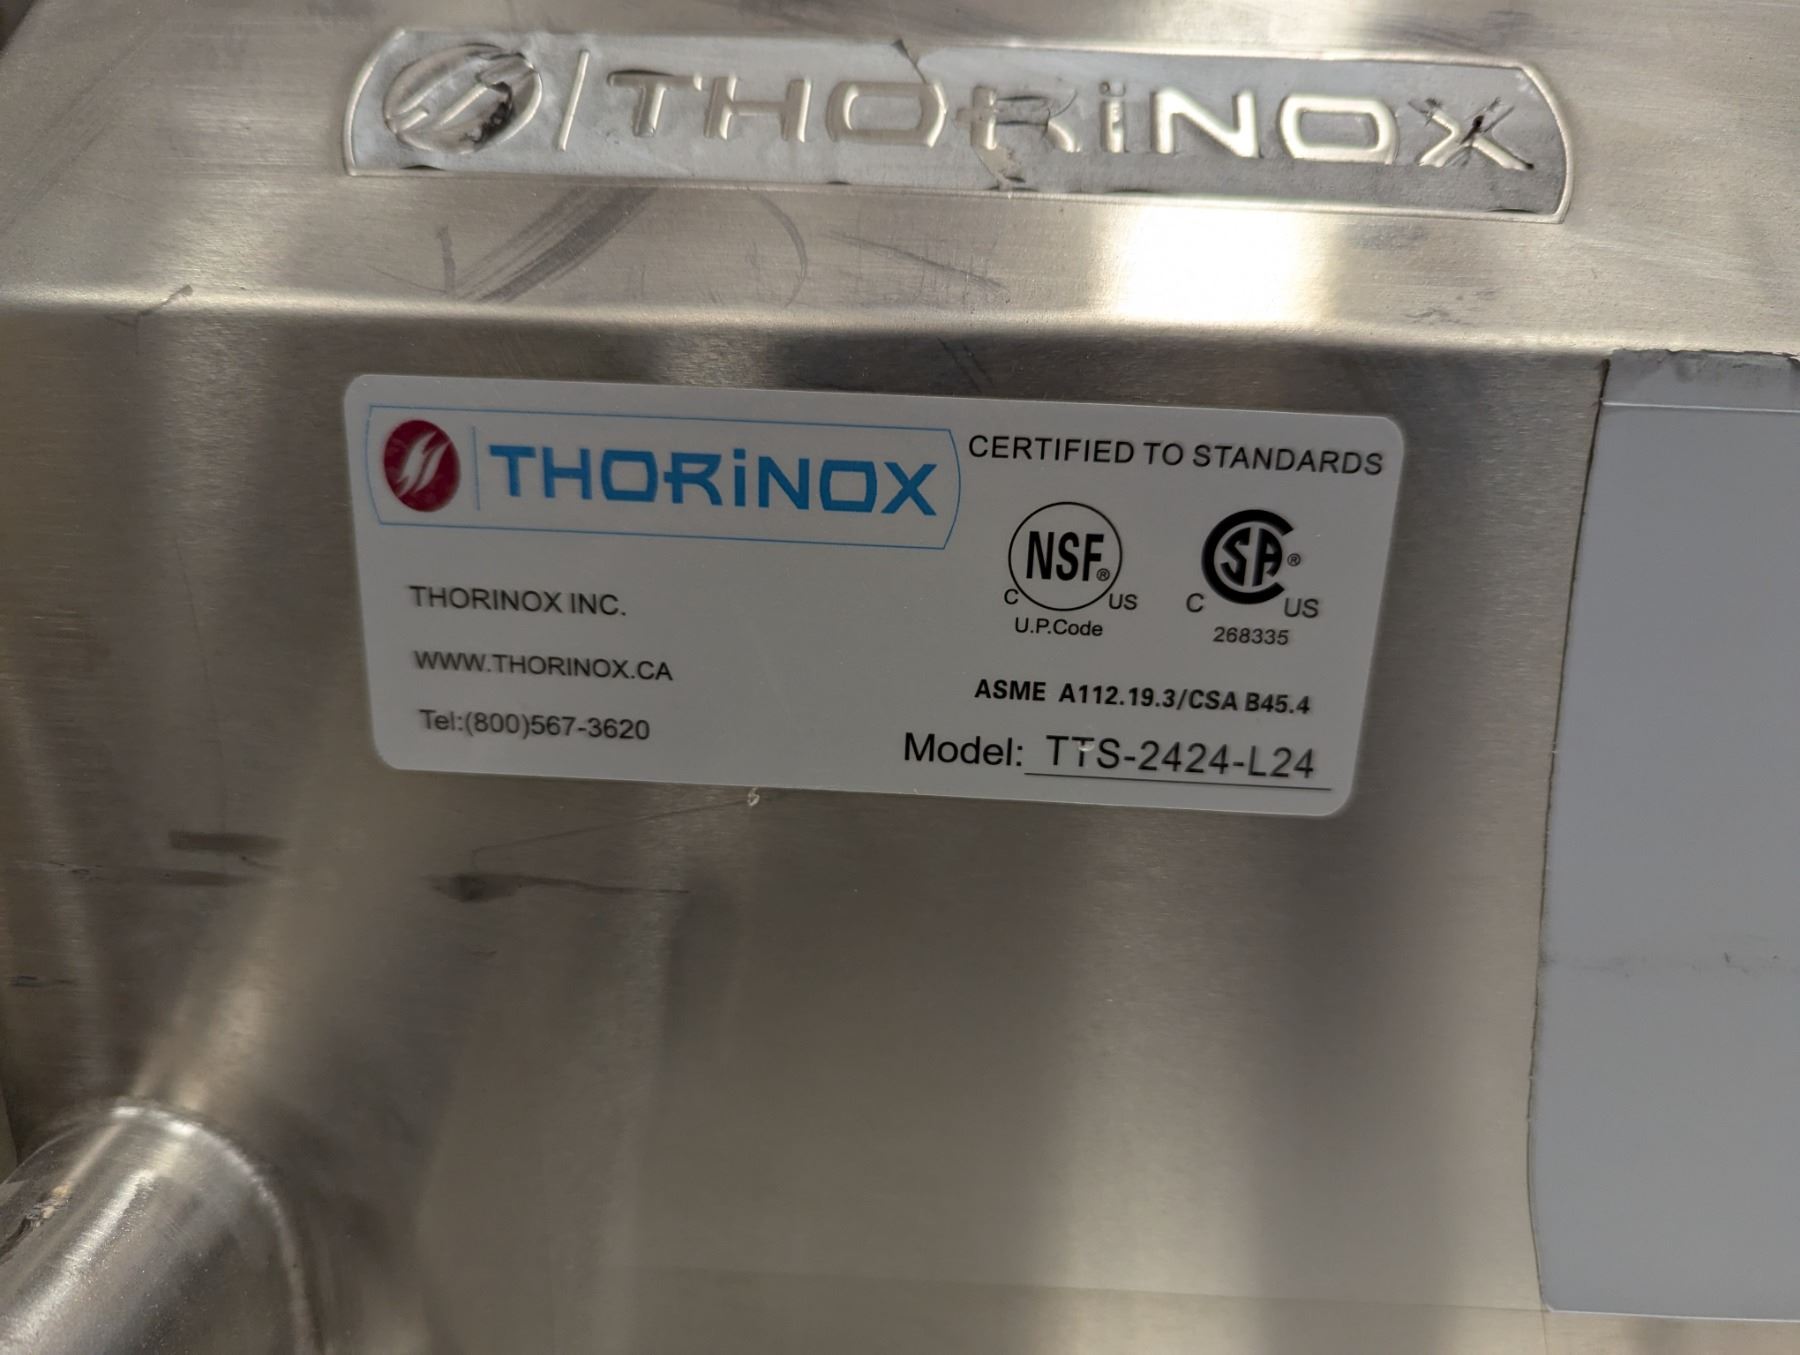 THORiNOX
THORiNOX
CERTIFIED TO STANDARDS
NSF®
C US
U.P.Code
CSA®
C US
268335
THORINOX INC.
WWW.THORINOX.CA
Tel:(800)567-3620
ASME A112.19.3/CSA B45.4
Model: TTS-2424-L24